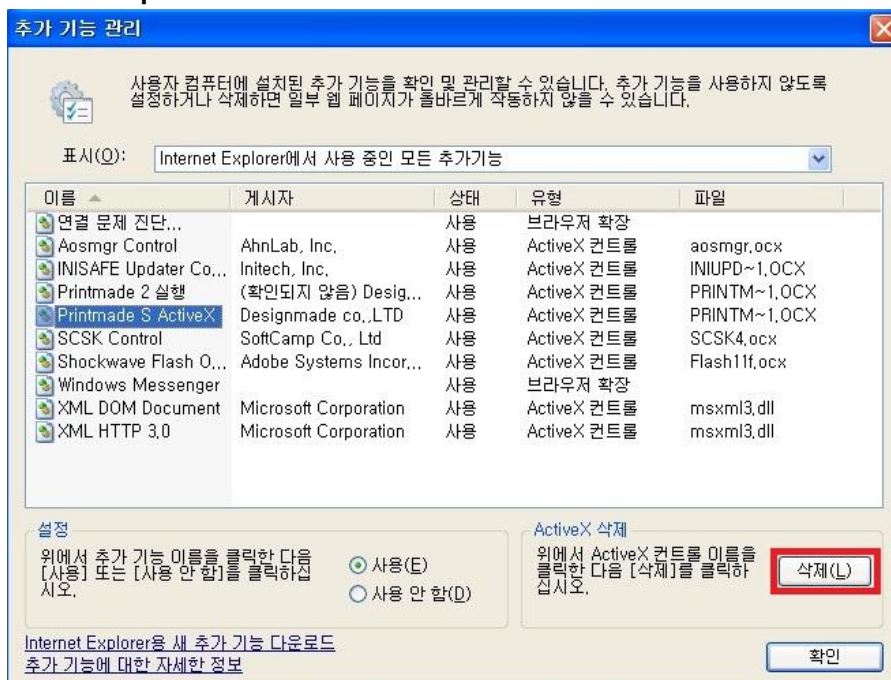 추가 기능 관리
사용자 컴퓨터에 설치된 추가 기능을 확인 및 관리할 수 있습니다. 추가 기능을 사용하지 않도록
설정하거나 삭제하면 일부 웹 페이지가 올바르게 작동하지 않을 수 있습니다.
표시(O): Internet Explorer에서 사용 중인 모든 추가기능
이름 게시자 상태 유형 파일
연결 문제 진단... 사용 브라우저 확장
Aosmgr Control AhnLab, Inc. 사용 ActiveX 컨트롤 aosmgr.ocx
INISAFE Updater Co... Initech, Inc. 사용 ActiveX 컨트롤 INIUPD~1.OCX
Printmade 2 실행 (확인되지 않음) Desig... 사용 ActiveX 컨트롤 PRINTM~1.OCX
Printmade S ActiveX Designmade co.,LTD 사용 ActiveX 컨트롤 PRINTM~1.OCX
SCSK Control SoftCamp Co., Ltd 사용 ActiveX 컨트롤 SCSK4.ocx
Shockwave Flash O... Adobe Systems Incor... 사용 ActiveX 컨트롤 Flash11f.ocx
Windows Messenger 사용 브라우저 확장
XML DOM Document Microsoft Corporation 사용 ActiveX 컨트롤 msxml3.dll
XML HTTP 3.0 Microsoft Corporation 사용 ActiveX 컨트롤 msxml3.dll
설정
위에서 추가 기능 이름을 클릭한 다음
[사용] 또는 [사용 안 함]을 클릭하십
시오.
사용(E)
사용 안 함(D)
ActiveX 삭제
위에서 ActiveX 컨트롤 이름을
클릭한 다음 [삭제]를 클릭하
십시오.
삭제(L)
Internet Explorer용 새 추가 기능 다운로드
추가 기능에 대한 자세한 정보
확인